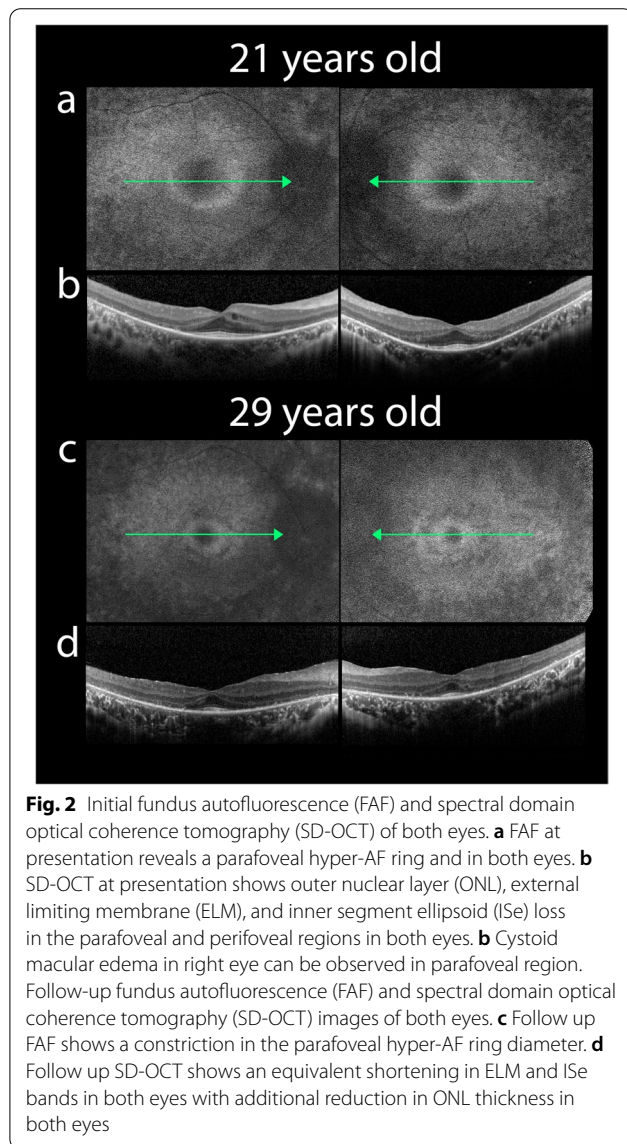 21 years old
a
b
29 years old
c
d
Fig. 2 Initial fundus autofluorescence (FAF) and spectral domain
optical coherence tomography (SD-OCT) of both eyes. a FAF at
presentation reveals a parafoveal hyper-AF ring and in both eyes. b
SD-OCT at presentation shows outer nuclear layer (ONL), external
limiting membrane (ELM), and inner segment ellipsoid (ISe) loss
in the parafoveal and perifoveal regions in both eyes. b Cystoid
macular edema in right eye can be observed in parafoveal region.
Follow-up fundus autofluorescence (FAF) and spectral domain optical
coherence tomography (SD-OCT) images of both eyes. c Follow up
FAF shows a constriction in the parafoveal hyper-AF ring diameter. d
Follow up SD-OCT shows an equivalent shortening in ELM and ISe
bands in both eyes with additional reduction in ONL thickness in
both eyes